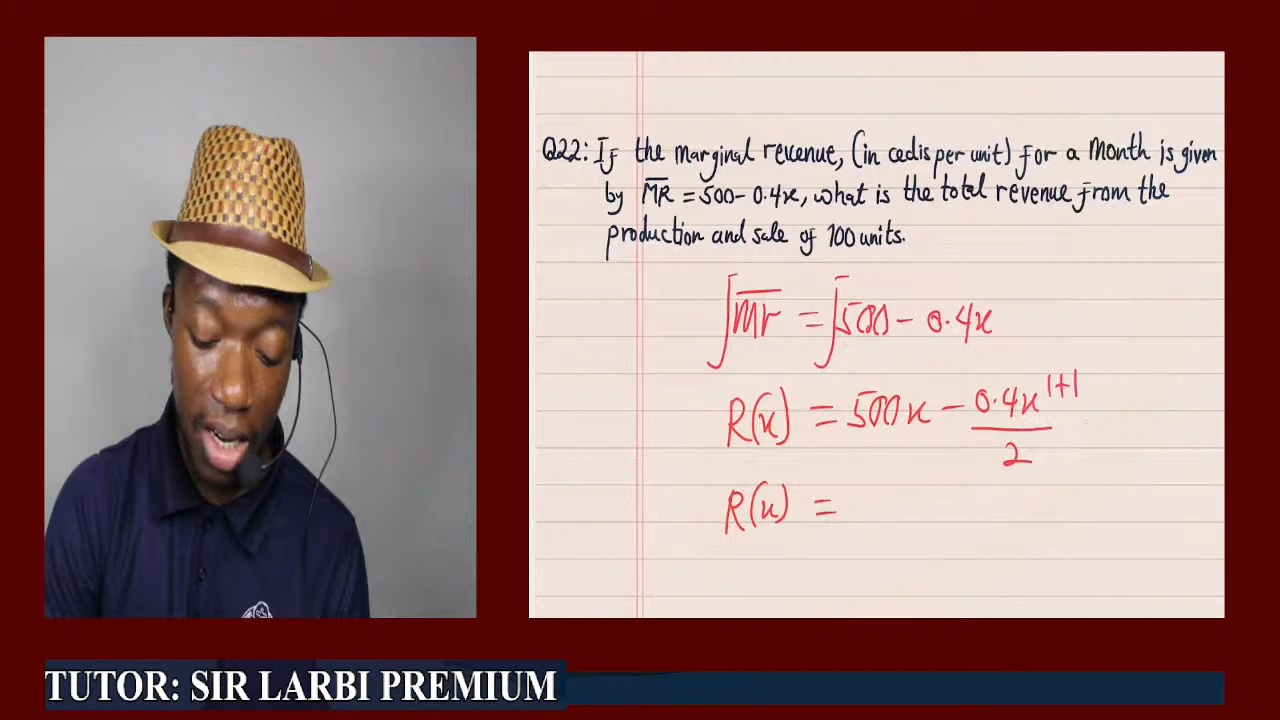 Q22: If the marginal revenue, (in cedis per unit) for a month is given
by M̅R̅ = 500 - 0.4x, what is the total revenue from the
production and sale of 100 units.
∫M̅r̅ = ∫500 - 0.4x
R(x) = 500x - 0.4x^(1+1) / 2
R(x) =
TUTOR: SIR LARBI PREMIUM